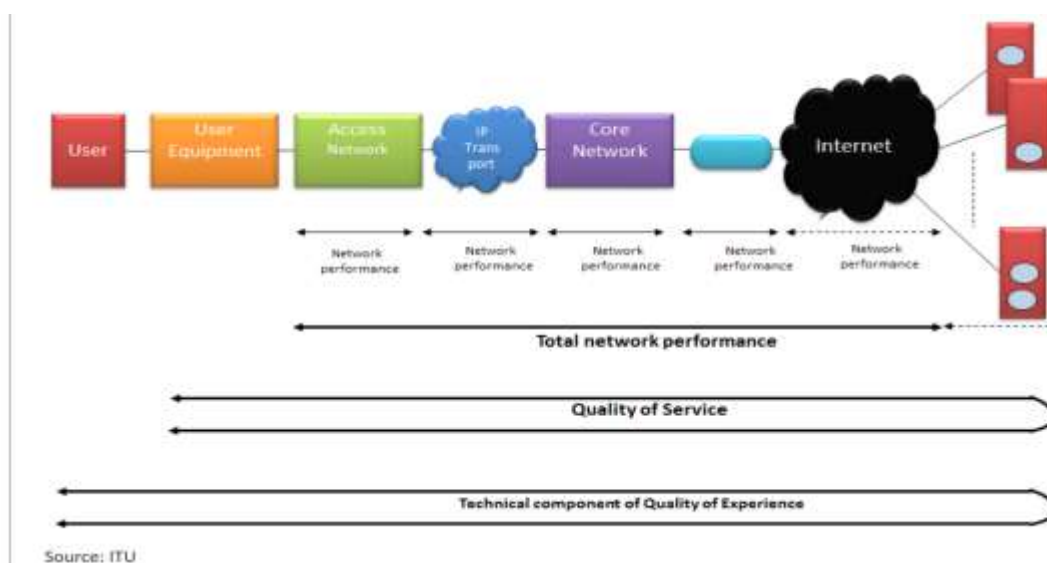 User
User
Equipment
Access
Network
IP
Trans
port
Core
Network
Internet
Network
performance
Network
performance
Network
performance
Network
performance
Network
performance
Total network performance
Quality of Service
Technical component of Quality of Experience
Source: ITU